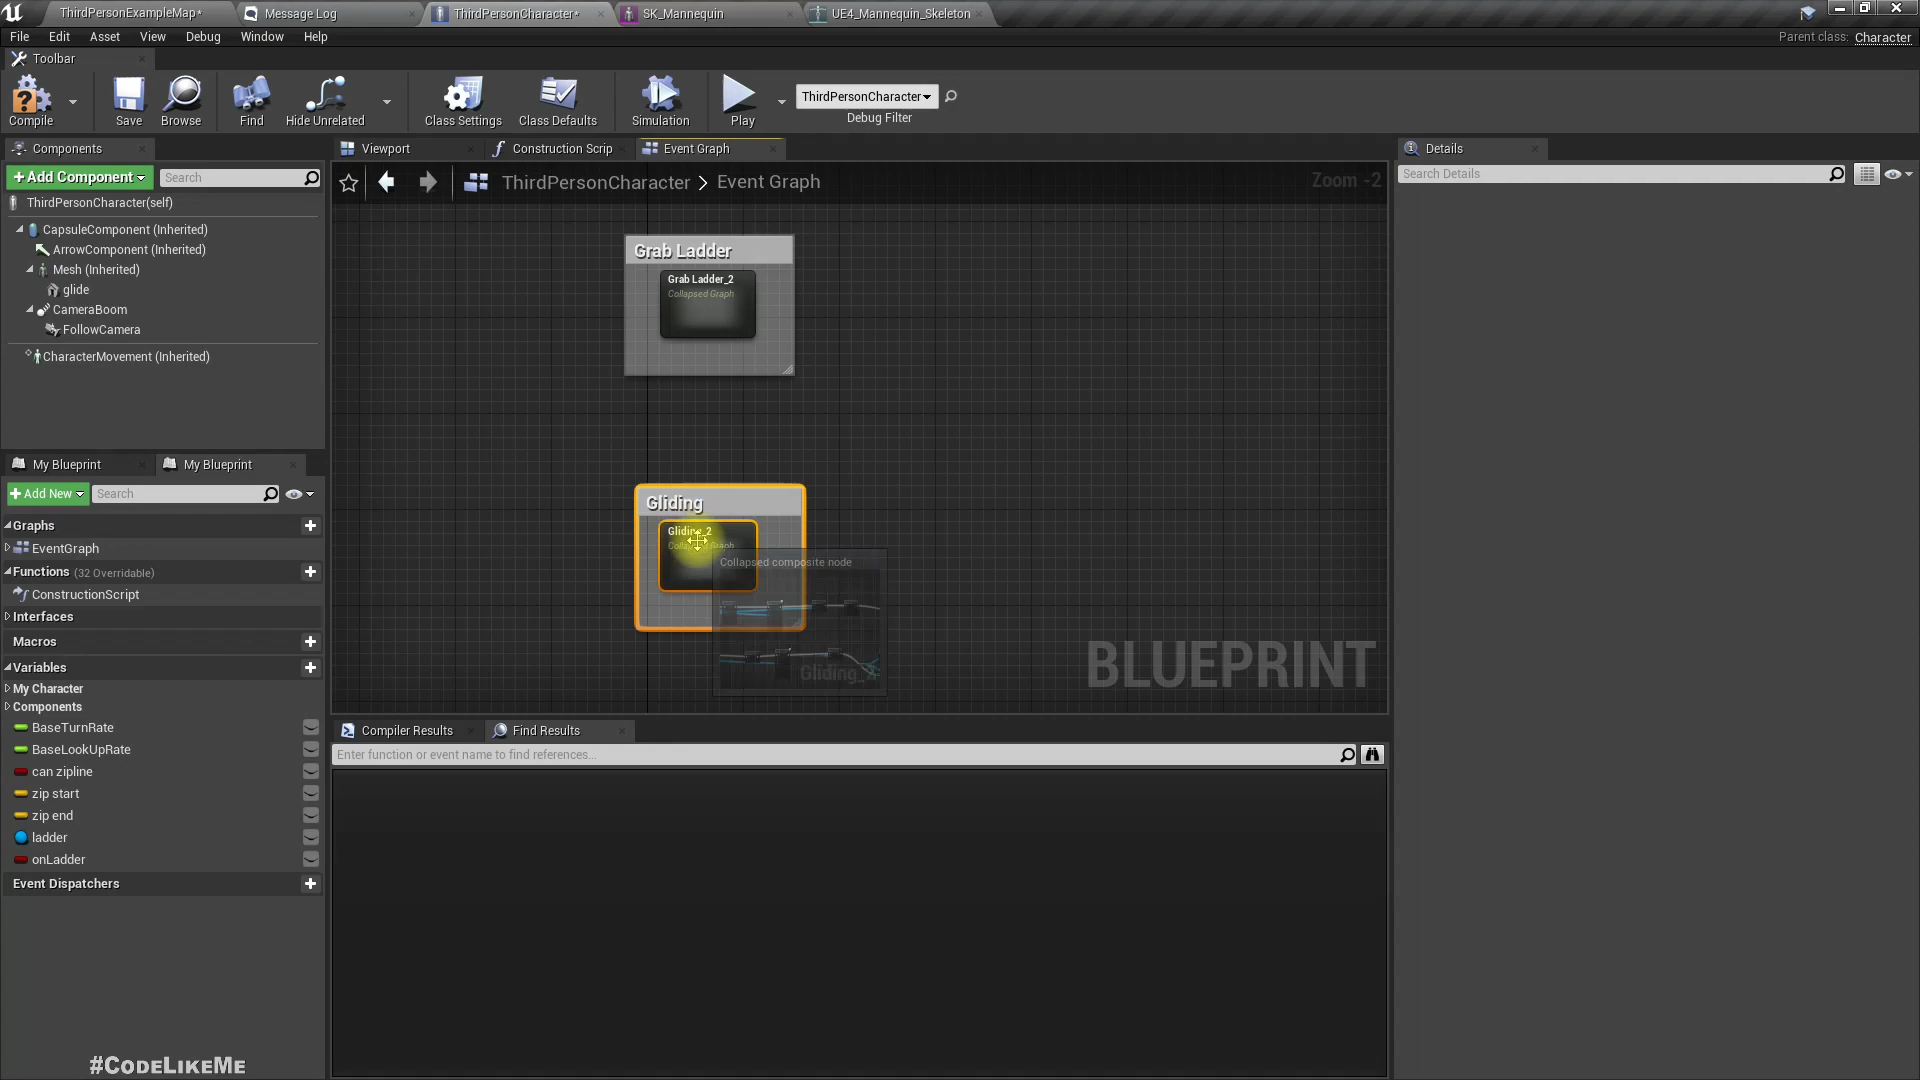 ThirdPersonExampleMap*
Message Log
ThirdPersonCharacter*
SK_Mannequin
UE4_Mannequin_Skeleton
File Edit Asset View Debug Window Help
Parent class: Character
Toolbar
Compile
Save
Browse
Find
Hide Unrelated
Class Settings
Class Defaults
Simulation
Play
ThirdPersonCharacter
Debug Filter
Components
Viewport
Construction Scrip
Event Graph
Details
+Add Component
Search
ThirdPersonCharacter > Event Graph
Zoom -2
Search Details
ThirdPersonCharacter(self)
CapsuleComponent (Inherited)
ArrowComponent (Inherited)
Mesh (Inherited)
glide
CameraBoom
FollowCamera
CharacterMovement (Inherited)
Grab Ladder
Grab Ladder_2
Collapsed Graph
Gliding
Gliding_2
Collapsed composite node
Gliding_2
BLUEPRINT
My Blueprint
My Blueprint
+Add New
Search
Graphs
EventGraph
Functions (32 Overridable)
ConstructionScript
Interfaces
Macros
Variables
My Character
Components
BaseTurnRate
BaseLookUpRate
can zipline
zip start
zip end
ladder
onLadder
Event Dispatchers
Compiler Results
Find Results
Enter function or event name to find references...
#CodeLikeMe